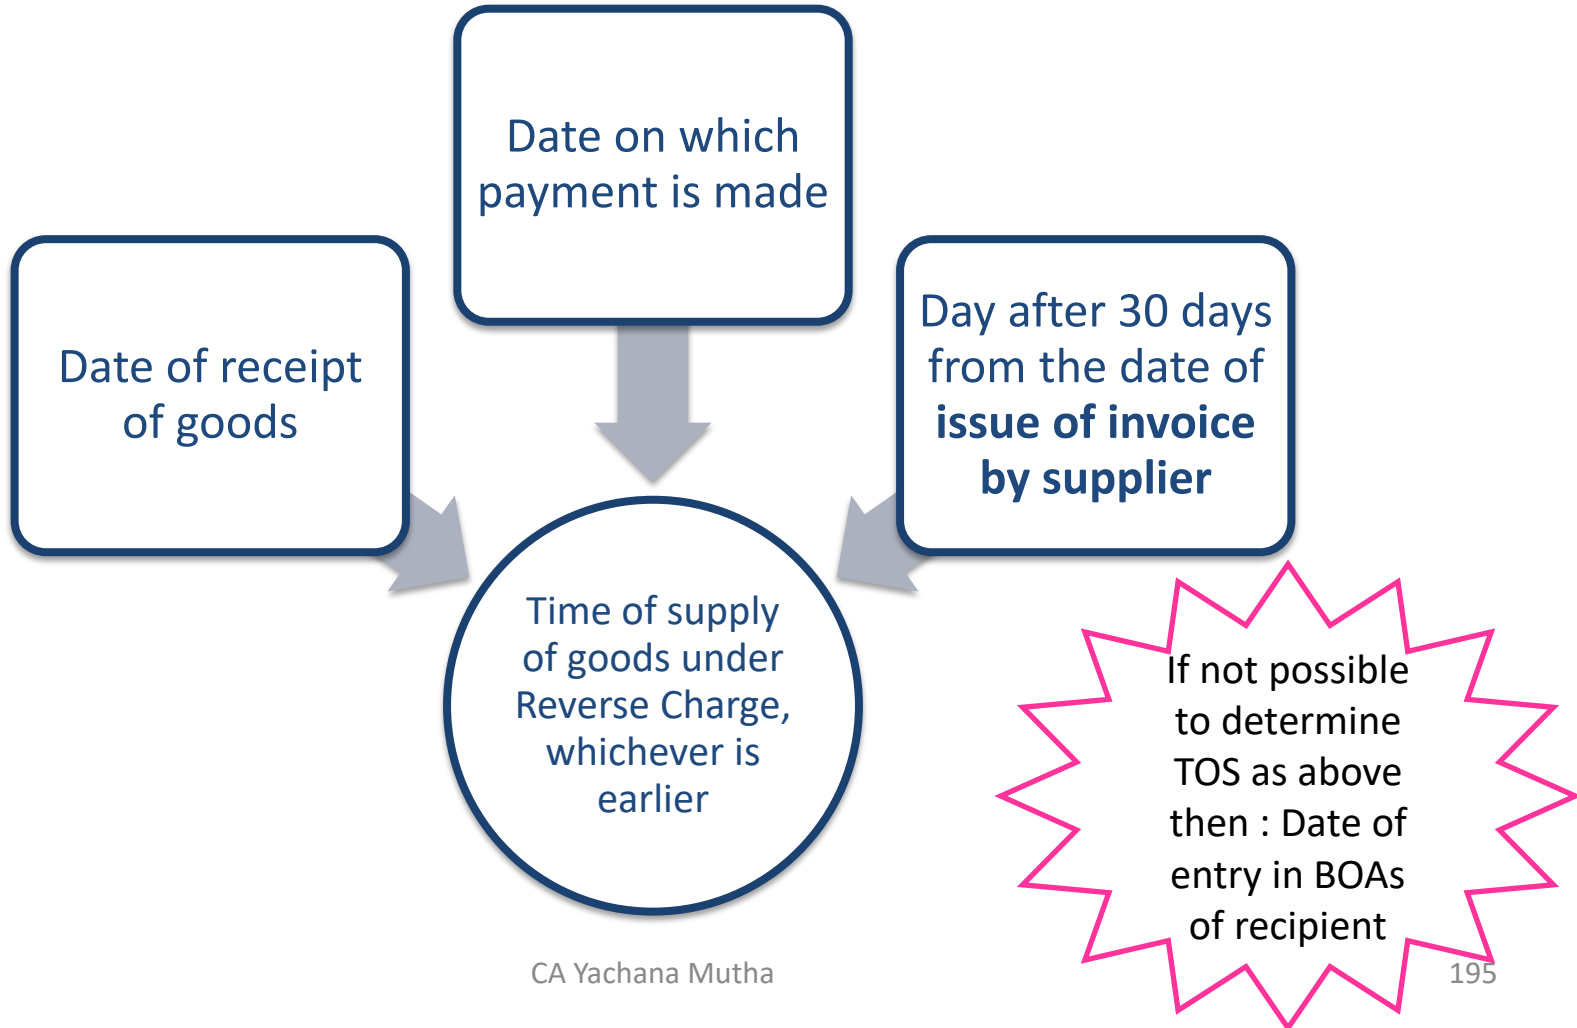 Date on which
payment is made
Date of receipt
of goods
Day after 30 days
from the date of
issue of invoice
by supplier
Time of supply
of goods under
Reverse Charge,
whichever is
earlier
If not possible
to determine
TOS as above
then : Date of
entry in BOAs
of recipient
CA Yachana Mutha
195